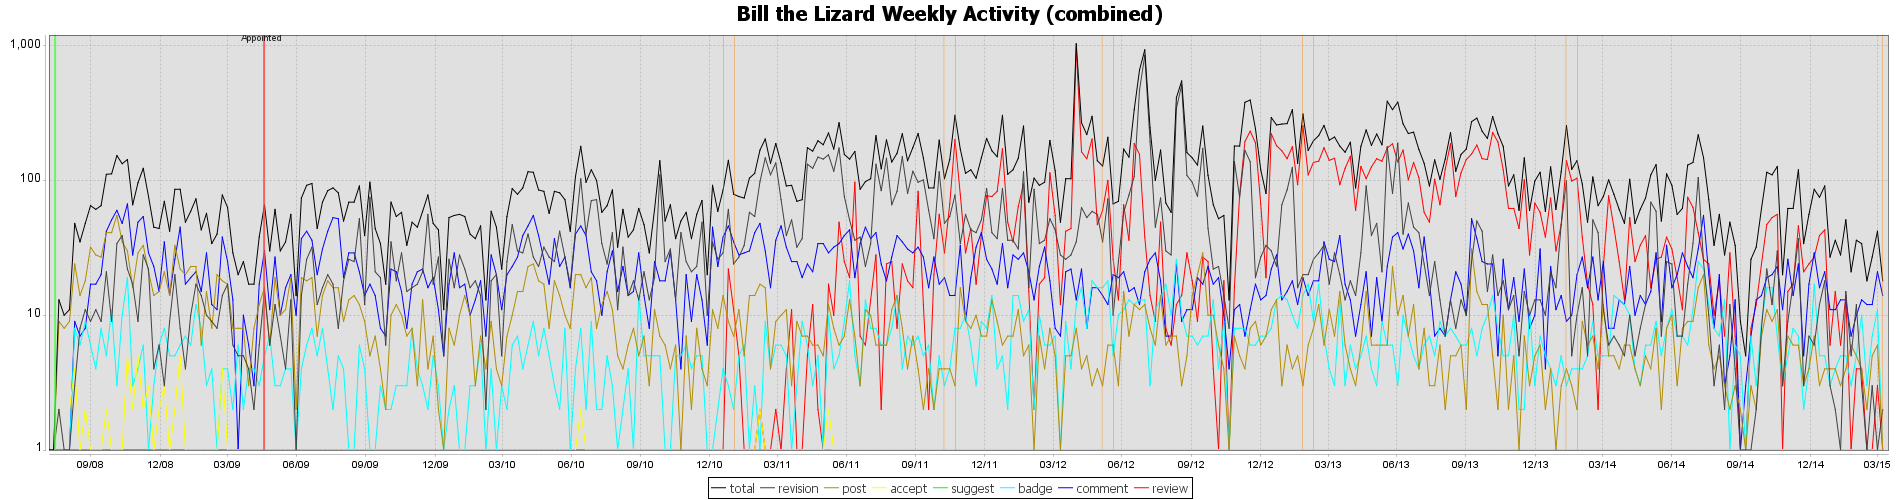 Bill the Lizard Weekly Activity (combined)
Appointed
1,000
100
10
1
09/08 12/08 03/09 06/09 09/09 12/09 03/10 06/10 09/10 12/10 03/11 06/11 09/11 12/11 03/12 06/12 09/12 12/12 03/13 06/13 09/13 12/13 03/14 06/14 09/14 12/14 03/15
total revision post accept suggest badge comment review